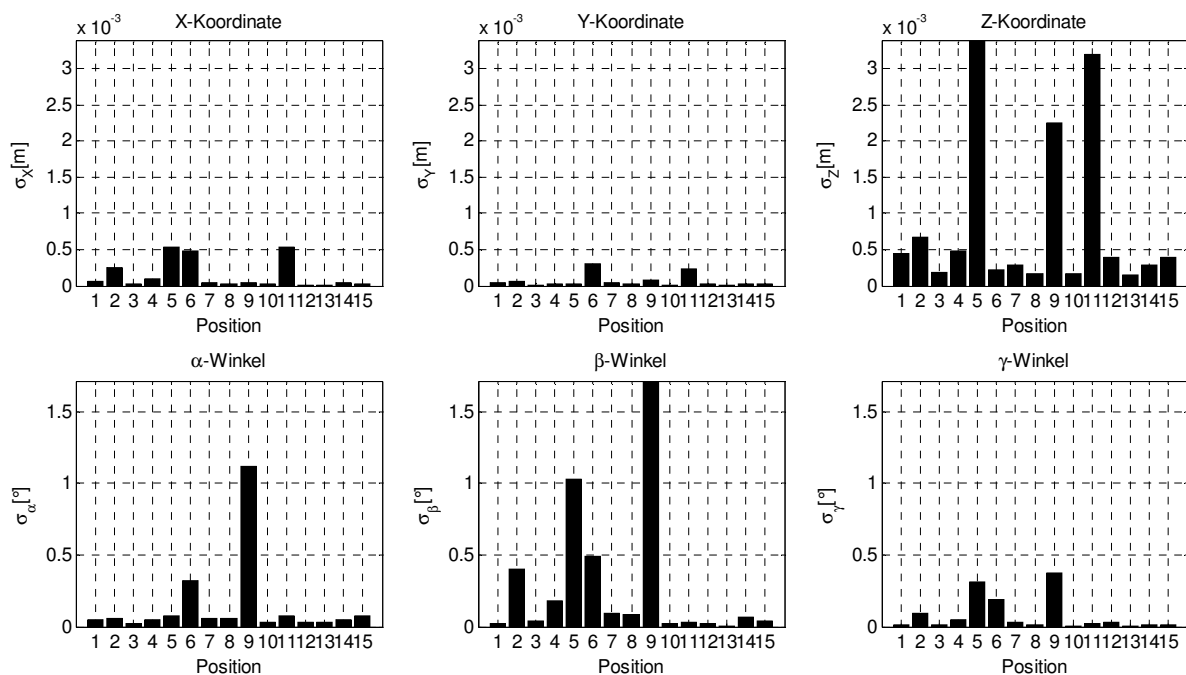 x 10-3 X-Koordinate
3
2.5
2
1.5
1
0.5
0
σX[m]
1 2 3 4 5 6 7 8 9 10 11 12 13 14 15
Position
x 10-3 Y-Koordinate
3
2.5
2
1.5
1
0.5
0
σY[m]
1 2 3 4 5 6 7 8 9 10 11 12 13 14 15
Position
x 10-3 Z-Koordinate
3
2.5
2
1.5
1
0.5
0
σZ[m]
1 2 3 4 5 6 7 8 9 10 11 12 13 14 15
Position
α-Winkel
1.5
1
0.5
0
σα[°]
1 2 3 4 5 6 7 8 9 10 11 12 13 14 15
Position
β-Winkel
1.5
1
0.5
0
σβ[°]
1 2 3 4 5 6 7 8 9 10 11 12 13 14 15
Position
γ-Winkel
1.5
1
0.5
0
σγ[°]
1 2 3 4 5 6 7 8 9 10 11 12 13 14 15
Position